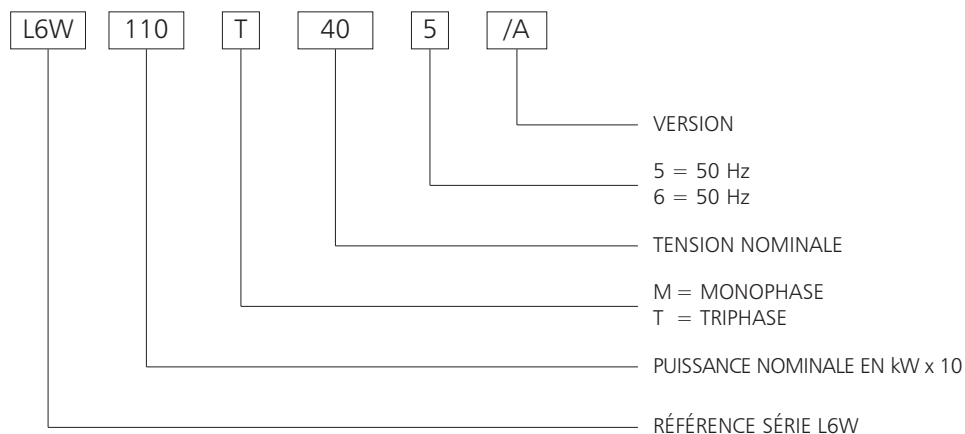 L6W 110 T 40 5 /A
VERSION
5 = 50 Hz
6 = 50 Hz
TENSION NOMINALE
M = MONOPHASE
T = TRIPHASE
PUISSANCE NOMINALE EN kW x 10
RÉFÉRENCE SÉRIE L6W